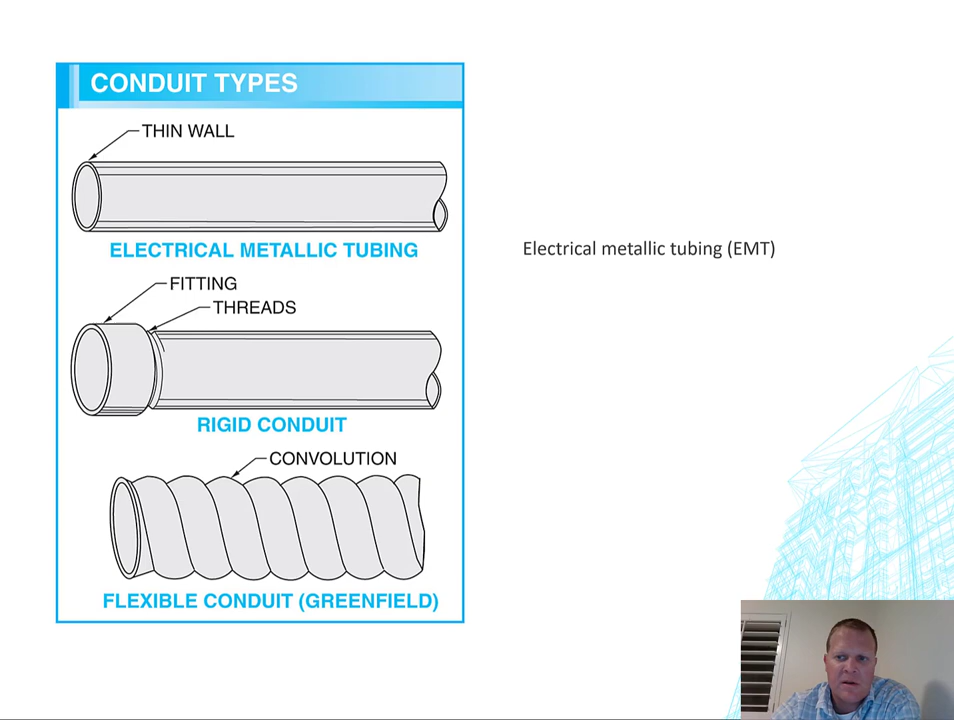 CONDUIT TYPES
THIN WALL
ELECTRICAL METALLIC TUBING
FITTING
THREADS
RIGID CONDUIT
CONVOLUTION
FLEXIBLE CONDUIT (GREENFIELD)
Electrical metallic tubing (EMT)